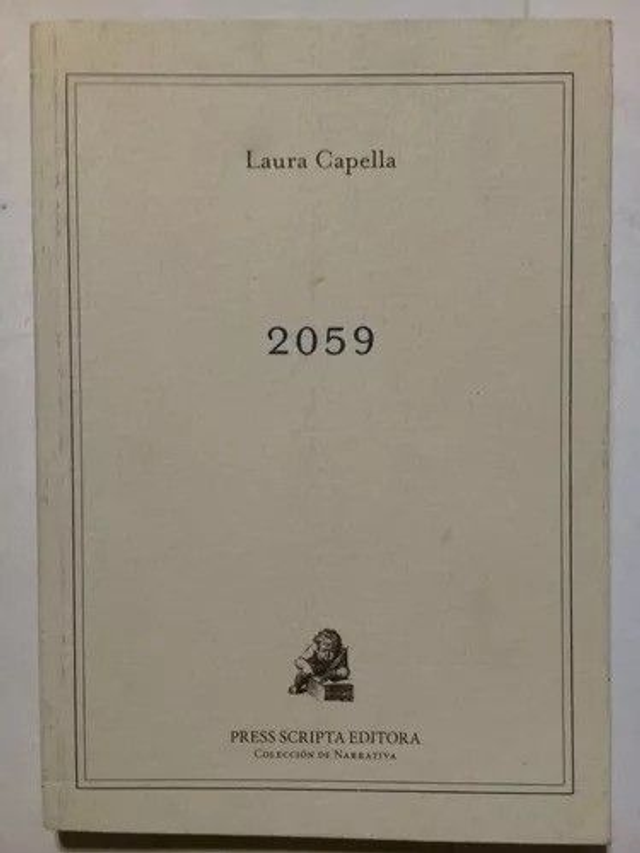 Laura Capella
2059
PRESS SCRIPTA EDITORA
COLECCIÓN DE NARRATIVA